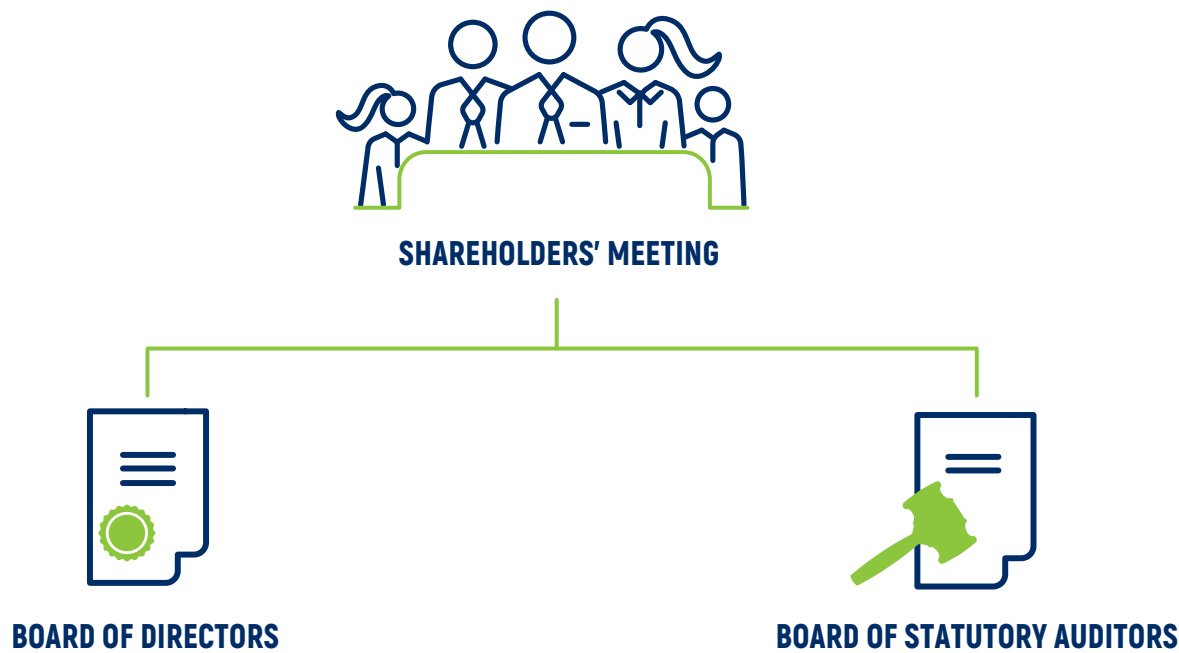 SHAREHOLDERS’ MEETING
BOARD OF DIRECTORS
BOARD OF STATUTORY AUDITORS